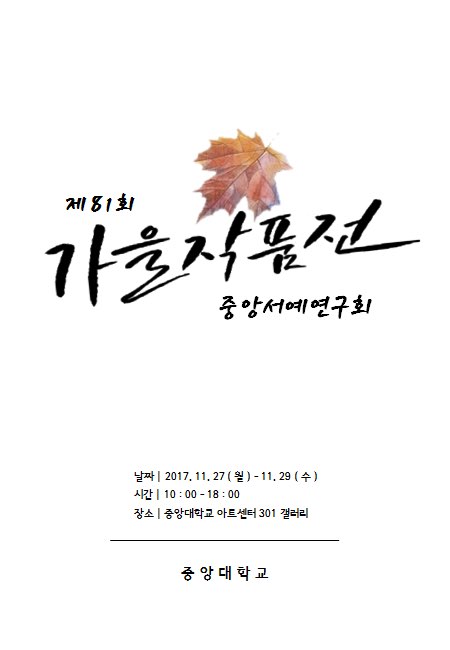 제81회
가을작품전
중앙서예연구회
날짜 | 2017. 11. 27 ( 월 ) - 11. 29 ( 수 )
시간 | 10 : 00 - 18 : 00
장소 | 중앙대학교 아트센터 301 갤러리
중앙대학교